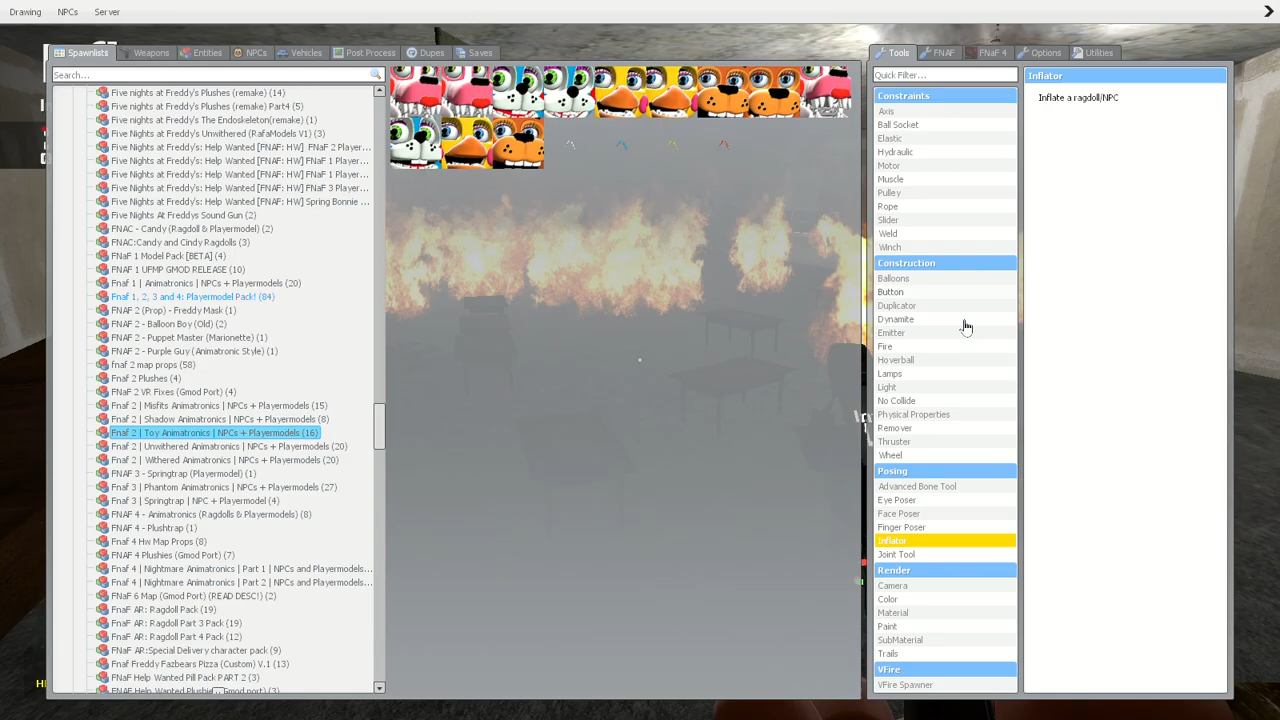 Drawing NPCs Server
Spawnlists Weapons Entities NPCs Vehicles Post Process Dupes Saves
Search...
Five nights at Freddy's Plushes (remake) (14)
Five nights at Freddy's Plushes (remake) Part4 (5)
Five nights at Freddy's The Endoskeleton(remake) (1)
Five Nights at Freddy's Unwithered (RafaModels V1) (3)
Five Nights at Freddy's: Help Wanted [FNAF: HW] FNaF 2 Player...
Five Nights at Freddy's: Help Wanted [FNAF: HW] FNaF 1 Player...
Five Nights at Freddy's: Help Wanted [FNAF: HW] FNaF 1 Player...
Five Nights at Freddy's: Help Wanted [FNAF: HW] FNaF 3 Player...
Five Nights at Freddy's: Help Wanted [FNAF: HW] Spring Bonnie ...
Five Nights At Freddys Sound Gun (2)
FNAC - Candy (Ragdoll & Playermodel) (2)
FNAC:Candy and Cindy Ragdolls (3)
FNaF 1 Model Pack [BETA] (4)
FNAF 1 UFMP GMOD RELEASE (10)
Fnaf 1 | Animatronics | NPCs + Playermodels (20)
Fnaf 1, 2, 3 and 4: Playermodel Pack! (84)
FNAF 2 (Prop) - Freddy Mask (1)
FNAF 2 - Balloon Boy (Old) (2)
FNAF 2 - Puppet Master (Marionette) (1)
FNAF 2 - Purple Guy (Animatronic Style) (1)
fnaf 2 map props (58)
Fnaf 2 Plushes (4)
FNaF 2 VR Fixes (Gmod Port) (4)
Fnaf 2 | Misfits Animatronics | NPCs + Playermodels (15)
Fnaf 2 | Shadow Animatronics | NPCs + Playermodels (8)
Fnaf 2 | Toy Animatronics | NPCs + Playermodels (16)
Fnaf 2 | Unwithered Animatronics | NPCs + Playermodels (20)
Fnaf 2 | Withered Animatronics | NPCs + Playermodels (20)
FNAF 3 - Springtrap (Playermodel) (1)
Fnaf 3 | Phantom Animatronics | NPCs + Playermodels (27)
Fnaf 3 | Springtrap | NPC + Playermodel (4)
FNAF 4 - Animatronics (Ragdolls & Playermodels) (8)
FNAF 4 - Plushtrap (1)
FNaF 4 Hw Map Props (8)
FNAF 4 Plushies (Gmod Port) (7)
Fnaf 4 | Nightmare Animatronics | Part 1 | NPCs and Playermodels...
Fnaf 4 | Nightmare Animatronics | Part 2 | NPCs and Playermodels...
FNAF 6 Map (Gmod Port) (READ DESC!) (2)
FNaF AR: Ragdoll Pack (19)
FNaF AR: Ragdoll Part 3 Pack (19)
FNaF AR: Ragdoll Part 4 Pack (12)
FNaF AR:Special Delivery character pack (9)
Fnaf Freddy Fazbears Pizza (Custom) V.1 (13)
FNaF Help Wanted Pill Pack PART 2 (3)
FNAF Help Wanted Plushies (Gmod port) (3)
Tools FNAF FNaF 4 Options Utilities
Quick Filter...
Constraints
Axis
Ball Socket
Elastic
Hydraulic
Motor
Muscle
Pulley
Rope
Slider
Weld
Winch
Construction
Balloons
Button
Duplicator
Dynamite
Emitter
Fire
Hoverball
Lamps
Light
No Collide
Physical Properties
Remover
Thruster
Wheel
Posing
Advanced Bone Tool
Eye Poser
Face Poser
Finger Poser
Inflator
Joint Tool
Render
Camera
Color
Material
Paint
SubMaterial
Trails
VFire
VFire Spawner
Inflator
Inflate a ragdoll/NPC